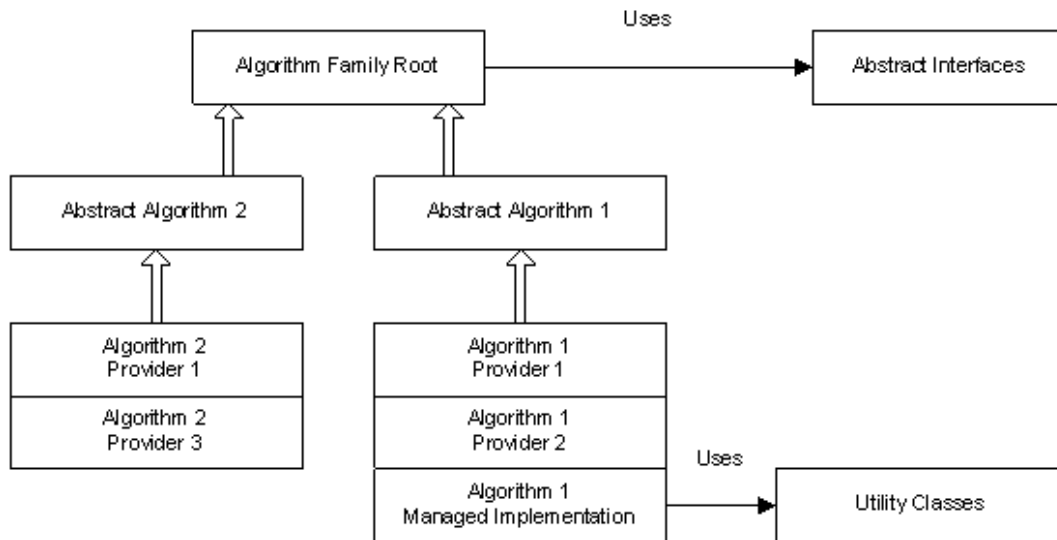 Uses
Algorithm Family Root
Abstract Interfaces
Abstract Algorithm 2
Abstract Algorithm 1
Algorithm 2
Provider 1
Algorithm 1
Provider 1
Algorithm 2
Provider 3
Algorithm 1
Provider 2
Uses
Algorithm 1
Managed Implementation
Utility Classes